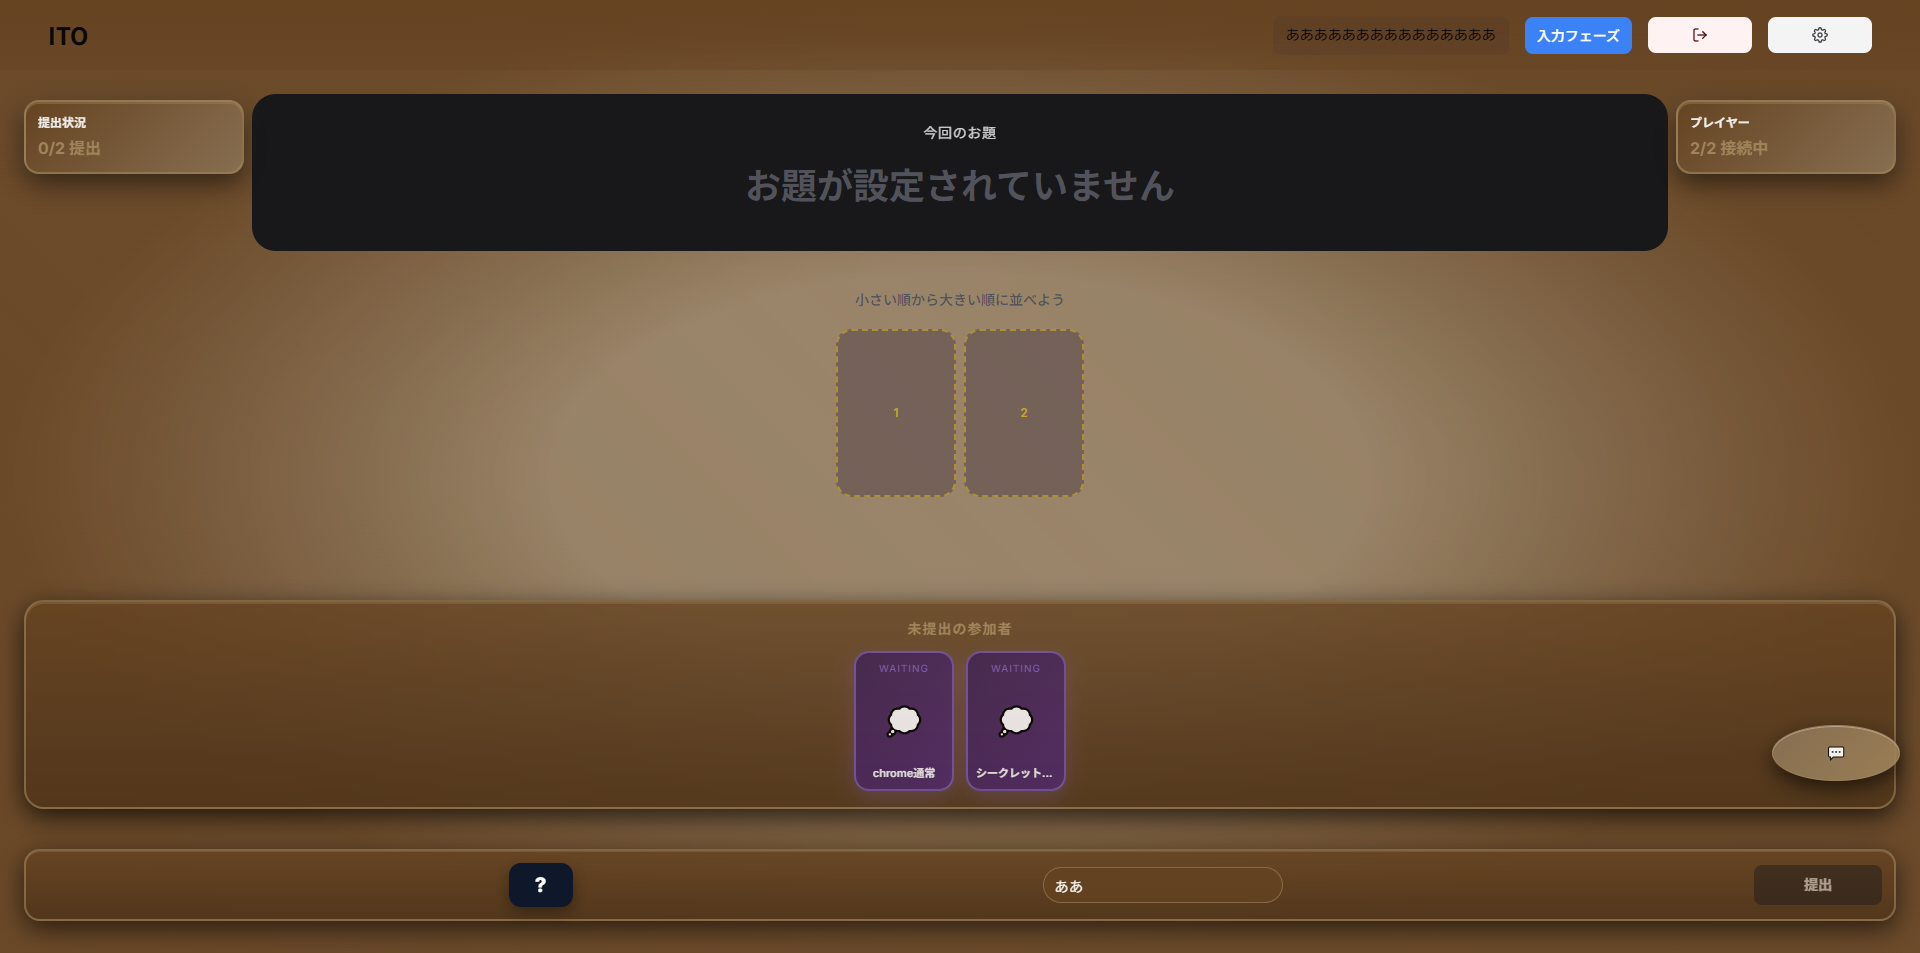 ITO
ああああああああああああああああ
入力フェーズ
提出状況
0/2 提出
今回のお題
お題が設定されていません
プレイヤー
2/2 接続中
小さい順から大きい順に並べよう
1
2
未提出の参加者
WAITING
WAITING
chrome通常
シークレット...
?
ああ
提出